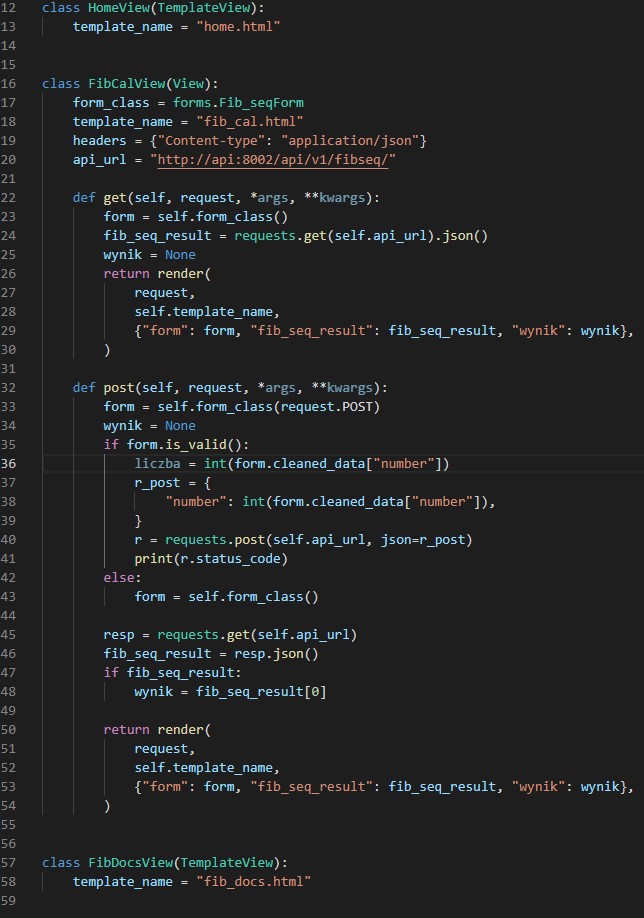 12 class HomeView(TemplateView):
13     template_name = "home.html"
14
15
16 class FibCalView(View):
17     form_class = forms.Fib_seqForm
18     template_name = "fib_cal.html"
19     headers = {"Content-type": "application/json"}
20     api_url = "http://api:8002/api/v1/fibseq/"
21
22     def get(self, request, *args, **kwargs):
23         form = self.form_class()
24         fib_seq_result = requests.get(self.api_url).json()
25         wynik = None
26         return render(
27             request,
28             self.template_name,
29             {"form": form, "fib_seq_result": fib_seq_result, "wynik": wynik},
30         )
31
32     def post(self, request, *args, **kwargs):
33         form = self.form_class(request.POST)
34         wynik = None
35         if form.is_valid():
36             liczba = int(form.cleaned_data["number"])
37             r_post = {
38                 "number": int(form.cleaned_data["number"]),
39             }
40             r = requests.post(self.api_url, json=r_post)
41             print(r.status_code)
42         else:
43             form = self.form_class()
44
45         resp = requests.get(self.api_url)
46         fib_seq_result = resp.json()
47         if fib_seq_result:
48             wynik = fib_seq_result[0]
49
50         return render(
51             request,
52             self.template_name,
53             {"form": form, "fib_seq_result": fib_seq_result, "wynik": wynik},
54         )
55
56
57 class FibDocsView(TemplateView):
58     template_name = "fib_docs.html"
59